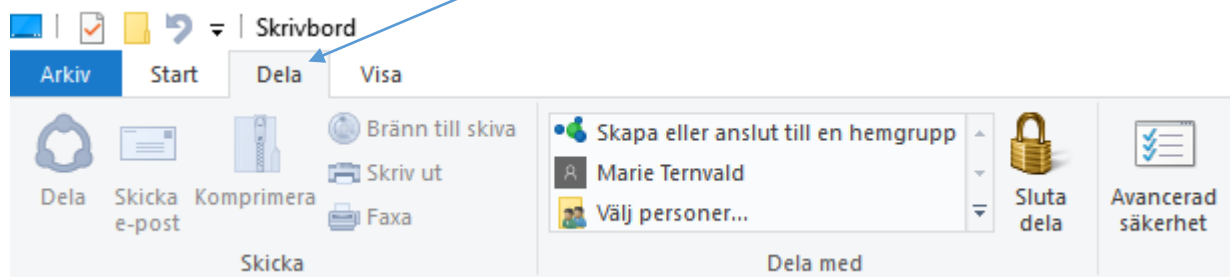 Skrivbord
Arkiv Start Dela Visa
Dela
Skicka
e-post
Komprimera
Bränn till skiva
Skriv ut
Faxa
Skicka
Skapa eller anslut till en hemgrupp
Marie Ternvald
Välj personer...
Sluta
dela
Dela med
Avancerad
säkerhet